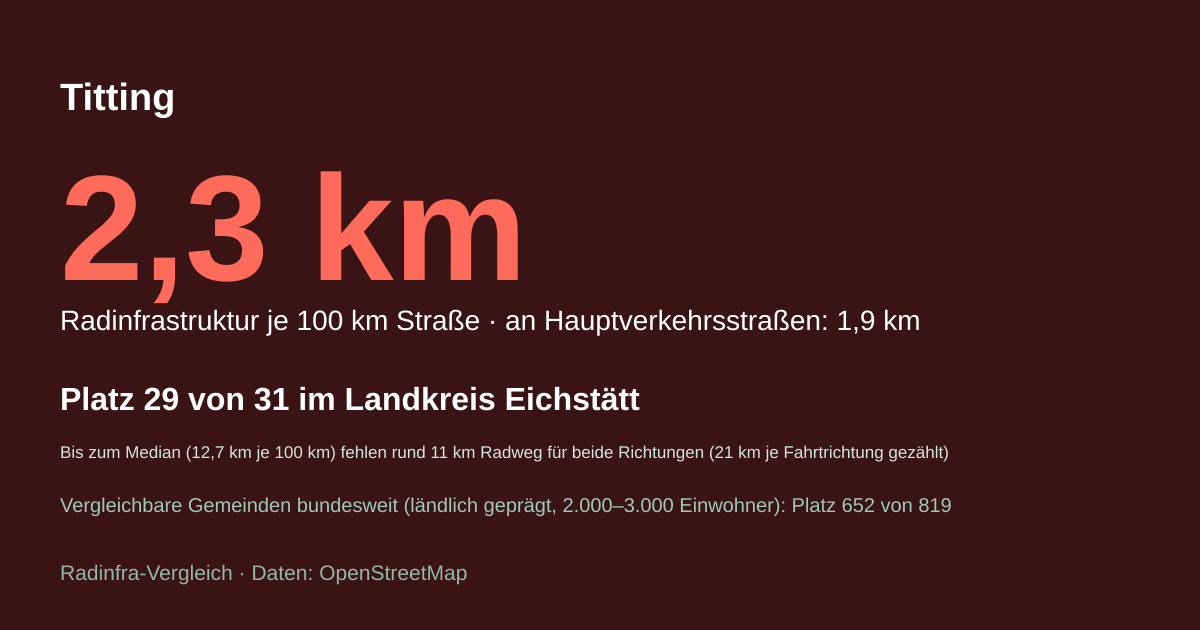 Titting
2,3 km
Radinfrastruktur je 100 km Straße · an Hauptverkehrsstraßen: 1,9 km
Platz 29 von 31 im Landkreis Eichstätt
Bis zum Median (12,7 km je 100 km) fehlen rund 11 km Radweg für beide Richtungen (21 km je Fahrtrichtung gezählt)
Vergleichbare Gemeinden bundesweit (ländlich geprägt, 2.000–3.000 Einwohner): Platz 652 von 819
Radinfra-Vergleich · Daten: OpenStreetMap